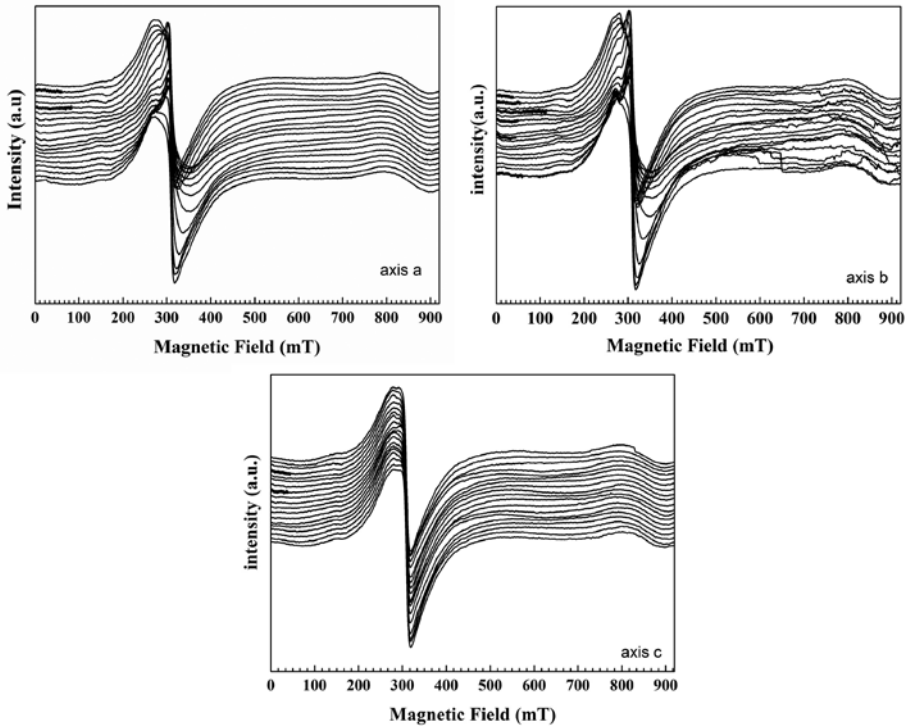 Intensity (a.u)
axis a
0 100 200 300 400 500 600 700 800 900
Magnetic Field (mT)
intensity(a.u.)
axis b
0 100 200 300 400 500 600 700 800 900
Magnetic Field (mT)
intensity (a.u.)
axis c
0 100 200 300 400 500 600 700 800 900
Magnetic Field (mT)